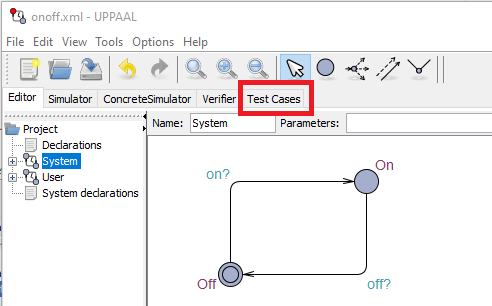 onoff.xml - UPPAAL
File Edit View Tools Options Help
Editor Simulator ConcreteSimulator Verifier Test Cases
Project
Declarations
System
User
System declarations
Name: System Parameters:
on?
On
Off
off?